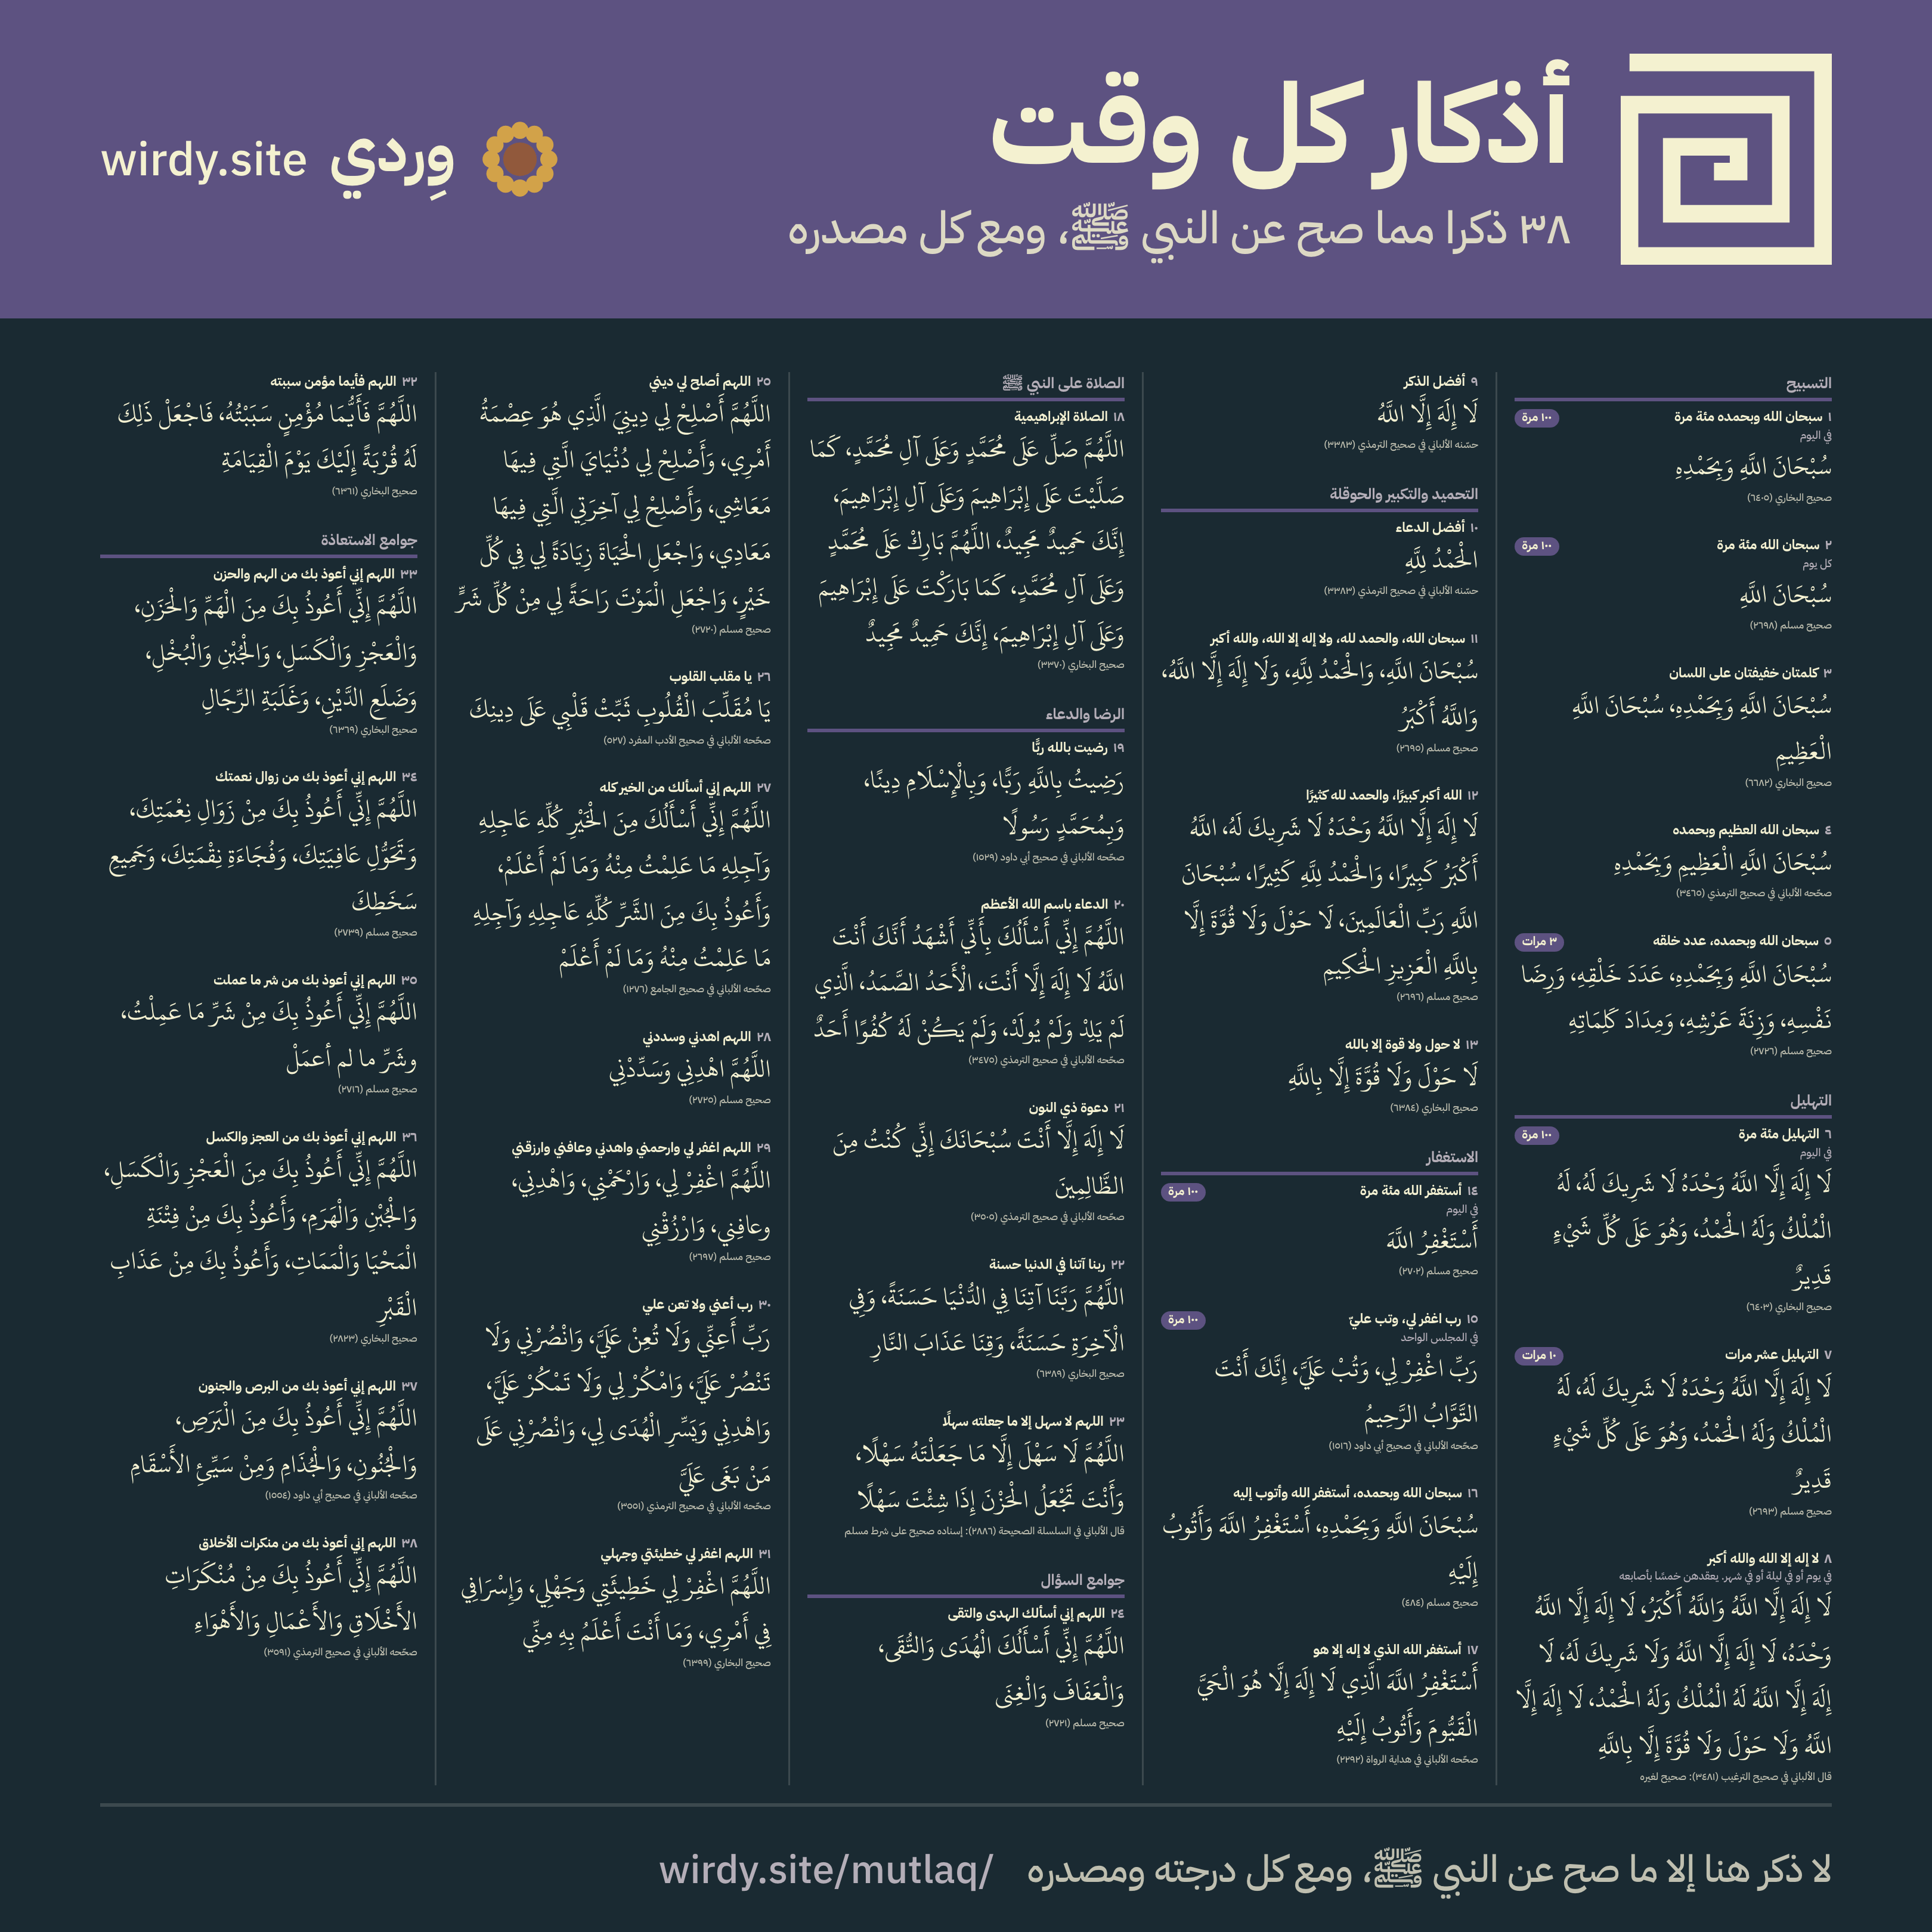 أذكار كل وقت
٣٨ ذكرا مما صح عن النبي ﷺ، ومع كل مصدره
وِردي wirdy.site
التسبيح
١ سبحان الله وبحمده مئة مرة
١٠٠ مرة
في اليوم
سُبْحَانَ اللَّهِ وَبِحَمْدِهِ
صحيح البخاري (٦٤٠٥)
٢ سبحان الله مئة مرة
١٠٠ مرة
كل يوم
سُبْحَانَ اللَّهِ
صحيح مسلم (٢٦٩٨)
٣ كلمتان خفيفتان على اللسان
سُبْحَانَ اللَّهِ وَبِحَمْدِهِ، سُبْحَانَ اللَّهِ
الْعَظِيمِ
صحيح البخاري (٦٦٨٢)
٤ سبحان الله العظيم وبحمده
سُبْحَانَ اللَّهِ الْعَظِيمِ وَبِحَمْدِهِ
صحّحه الألباني في صحيح الترمذي (٣٤٦٥)
٥ سبحان الله وبحمده، عدد خلقه
٣ مرات
سُبْحَانَ اللَّهِ وَبِحَمْدِهِ، عَدَدَ خَلْقِهِ، وَرِضَا
نَفْسِهِ، وَزِنَةَ عَرْشِهِ، وَمِدَادَ كَلِمَاتِهِ
صحيح مسلم (٢٧٢٦)
التهليل
٦ التهليل مئة مرة
١٠٠ مرة
في اليوم
لَا إِلَهَ إِلَّا اللَّهُ وَحْدَهُ لَا شَرِيكَ لَهُ، لَهُ
الْمُلْكُ وَلَهُ الْحَمْدُ، وَهُوَ عَلَى كُلِّ شَيْءٍ
قَدِيرٌ
صحيح البخاري (٦٤٠٣)
٧ التهليل عشر مرات
١٠ مرات
لَا إِلَهَ إِلَّا اللَّهُ وَحْدَهُ لَا شَرِيكَ لَهُ، لَهُ
الْمُلْكُ وَلَهُ الْحَمْدُ، وَهُوَ عَلَى كُلِّ شَيْءٍ
قَدِيرٌ
صحيح مسلم (٢٦٩٣)
٨ لا إله إلا الله والله أكبر
في يوم أو في ليلة أو في شهر. يعقدهن خمسًا بأصابعه
لَا إِلَهَ إِلَّا اللَّهُ وَاللَّهُ أَكْبَرُ، لَا إِلَهَ إِلَّا اللَّهُ
وَحْدَهُ، لَا إِلَهَ إِلَّا اللَّهُ وَلَا شَرِيكَ لَهُ، لَا
إِلَهَ إِلَّا اللَّهُ لَهُ الْمُلْكُ وَلَهُ الْحَمْدُ، لَا إِلَهَ إِلَّا
اللَّهُ وَلَا حَوْلَ وَلَا قُوَّةَ إِلَّا بِاللَّهِ
قال الألباني في صحيح الترغيب (٣٤٨١): صحيح لغيره
٩ أفضل الذكر
لَا إِلَهَ إِلَّا اللَّهُ
حسّنه الألباني في صحيح الترمذي (٣٣٨٣)
التحميد والتكبير والحوقلة
١٠ أفضل الدعاء
الْحَمْدُ لِلَّهِ
حسّنه الألباني في صحيح الترمذي (٣٣٨٣)
١١ سبحان الله، والحمد لله، ولا إله إلا الله، والله أكبر
سُبْحَانَ اللَّهِ، وَالْحَمْدُ لِلَّهِ، وَلَا إِلَهَ إِلَّا اللَّهُ،
وَاللَّهُ أَكْبَرُ
صحيح مسلم (٢٦٩٥)
١٢ الله أكبر كبيرًا، والحمد لله كثيرًا
لَا إِلَهَ إِلَّا اللَّهُ وَحْدَهُ لَا شَرِيكَ لَهُ، اللَّهُ
أَكْبَرُ كَبِيرًا، وَالْحَمْدُ لِلَّهِ كَثِيرًا، سُبْحَانَ
اللَّهِ رَبِّ الْعَالَمِينَ، لَا حَوْلَ وَلَا قُوَّةَ إِلَّا
بِاللَّهِ الْعَزِيزِ الْحَكِيمِ
صحيح مسلم (٢٦٩٦)
١٣ لا حول ولا قوة إلا بالله
لَا حَوْلَ وَلَا قُوَّةَ إِلَّا بِاللَّهِ
صحيح البخاري (٦٣٨٤)
الاستغفار
١٤ أستغفر الله مئة مرة
١٠٠ مرة
في اليوم
أَسْتَغْفِرُ اللَّهَ
صحيح مسلم (٢٧٠٢)
١٥ رب اغفر لي، وتب عليّ
١٠٠ مرة
في المجلس الواحد
رَبِّ اغْفِرْ لِي، وَتُبْ عَلَيَّ، إِنَّكَ أَنْتَ
التَّوَّابُ الرَّحِيمُ
صحّحه الألباني في صحيح أبي داود (١٥١٦)
١٦ سبحان الله وبحمده، أستغفر الله وأتوب إليه
سُبْحَانَ اللَّهِ وَبِحَمْدِهِ، أَسْتَغْفِرُ اللَّهَ وَأَتُوبُ
إِلَيْهِ
صحيح مسلم (٤٨٤)
١٧ أستغفر الله الذي لا إله إلا هو
أَسْتَغْفِرُ اللَّهَ الَّذِي لَا إِلَهَ إِلَّا هُوَ الْحَيَّ
الْقَيُّومَ وَأَتُوبُ إِلَيْهِ
صحّحه الألباني في هداية الرواة (٢٢٩٢)
الصلاة على النبي ﷺ
١٨ الصلاة الإبراهيمية
اللَّهُمَّ صَلِّ عَلَى مُحَمَّدٍ وَعَلَى آلِ مُحَمَّدٍ، كَمَا
صَلَّيْتَ عَلَى إِبْرَاهِيمَ وَعَلَى آلِ إِبْرَاهِيمَ،
إِنَّكَ حَمِيدٌ مَجِيدٌ، اللَّهُمَّ بَارِكْ عَلَى مُحَمَّدٍ
وَعَلَى آلِ مُحَمَّدٍ، كَمَا بَارَكْتَ عَلَى إِبْرَاهِيمَ
وَعَلَى آلِ إِبْرَاهِيمَ، إِنَّكَ حَمِيدٌ مَجِيدٌ
صحيح البخاري (٣٣٧٠)
الرضا والدعاء
١٩ رضيت بالله ربًّا
رَضِيتُ بِاللَّهِ رَبًّا، وَبِالْإِسْلَامِ دِينًا،
وَبِمُحَمَّدٍ رَسُولًا
صحّحه الألباني في صحيح أبي داود (١٥٢٩)
٢٠ الدعاء باسم الله الأعظم
اللَّهُمَّ إِنِّي أَسْأَلُكَ بِأَنِّي أَشْهَدُ أَنَّكَ أَنْتَ
اللَّهُ لَا إِلَهَ إِلَّا أَنْتَ، الْأَحَدُ الصَّمَدُ، الَّذِي
لَمْ يَلِدْ وَلَمْ يُولَدْ، وَلَمْ يَكُنْ لَهُ كُفُوًا أَحَدٌ
صحّحه الألباني في صحيح الترمذي (٣٤٧٥)
٢١ دعوة ذي النون
لَا إِلَهَ إِلَّا أَنْتَ سُبْحَانَكَ إِنِّي كُنْتُ مِنَ
الظَّالِمِينَ
صحّحه الألباني في صحيح الترمذي (٣٥٠٥)
٢٢ ربنا آتنا في الدنيا حسنة
اللَّهُمَّ رَبَّنَا آتِنَا فِي الدُّنْيَا حَسَنَةً، وَفِي
الْآخِرَةِ حَسَنَةً، وَقِنَا عَذَابَ النَّارِ
صحيح البخاري (٦٣٨٩)
٢٣ اللهم لا سهل إلا ما جعلته سهلًا
اللَّهُمَّ لَا سَهْلَ إِلَّا مَا جَعَلْتَهُ سَهْلًا،
وَأَنْتَ تَجْعَلُ الْحَزْنَ إِذَا شِئْتَ سَهْلًا
قال الألباني في السلسلة الصحيحة (٢٨٨٦): إسناده صحيح على شرط مسلم
جوامع السؤال
٢٤ اللهم إني أسألك الهدى والتقى
اللَّهُمَّ إِنِّي أَسْأَلُكَ الْهُدَى وَالتُّقَى،
وَالْعَفَافَ وَالْغِنَى
صحيح مسلم (٢٧٢١)
٢٥ اللهم أصلح لي ديني
اللَّهُمَّ أَصْلِحْ لِي دِينِيَ الَّذِي هُوَ عِصْمَةُ
أَمْرِي، وَأَصْلِحْ لِي دُنْيَايَ الَّتِي فِيهَا
مَعَاشِي، وَأَصْلِحْ لِي آخِرَتِي الَّتِي فِيهَا
مَعَادِي، وَاجْعَلِ الْحَيَاةَ زِيَادَةً لِي فِي كُلِّ
خَيْرٍ، وَاجْعَلِ الْمَوْتَ رَاحَةً لِي مِنْ كُلِّ شَرٍّ
صحيح مسلم (٢٧٢٠)
٢٦ يا مقلب القلوب
يَا مُقَلِّبَ الْقُلُوبِ ثَبِّتْ قَلْبِي عَلَى دِينِكَ
صحّحه الألباني في صحيح الأدب المفرد (٥٢٧)
٢٧ اللهم إني أسألك من الخير كله
اللَّهُمَّ إِنِّي أَسْأَلُكَ مِنَ الْخَيْرِ كُلِّهِ عَاجِلِهِ
وَآجِلِهِ مَا عَلِمْتُ مِنْهُ وَمَا لَمْ أَعْلَمْ،
وَأَعُوذُ بِكَ مِنَ الشَّرِّ كُلِّهِ عَاجِلِهِ وَآجِلِهِ
مَا عَلِمْتُ مِنْهُ وَمَا لَمْ أَعْلَمْ
صحّحه الألباني في صحيح الجامع (١٢٧٦)
٢٨ اللهم اهدني وسددني
اللَّهُمَّ اهْدِنِي وَسَدِّدْنِي
صحيح مسلم (٢٧٢٥)
٢٩ اللهم اغفر لي وارحمني واهدني وعافني وارزقني
اللَّهُمَّ اغْفِرْ لِي، وَارْحَمْنِي، وَاهْدِنِي،
وعافِني، وَارْزُقْنِي
صحيح مسلم (٢٦٩٧)
٣٠ رب أعني ولا تعن علي
رَبِّ أَعِنِّي وَلَا تُعِنْ عَلَيَّ، وَانْصُرْنِي وَلَا
تَنْصُرْ عَلَيَّ، وَامْكُرْ لِي وَلَا تَمْكُرْ عَلَيَّ،
وَاهْدِنِي وَيَسِّرِ الْهُدَى لِي، وَانْصُرْنِي عَلَى
مَنْ بَغَى عَلَيَّ
صحّحه الألباني في صحيح الترمذي (٣٥٥١)
٣١ اللهم اغفر لي خطيئتي وجهلي
اللَّهُمَّ اغْفِرْ لِي خَطِيئَتِي وَجَهْلِي، وَإِسْرَافِي
فِي أَمْرِي، وَمَا أَنْتَ أَعْلَمُ بِهِ مِنِّي
صحيح البخاري (٦٣٩٩)
٣٢ اللهم فأيما مؤمن سببته
اللَّهُمَّ فَأَيُّمَا مُؤْمِنٍ سَبَبْتُهُ، فَاجْعَلْ ذَلِكَ
لَهُ قُرْبَةً إِلَيْكَ يَوْمَ الْقِيَامَةِ
صحيح البخاري (٦٣٦١)
جوامع الاستعاذة
٣٣ اللهم إني أعوذ بك من الهم والحزن
اللَّهُمَّ إِنِّي أَعُوذُ بِكَ مِنَ الْهَمِّ وَالْحَزَنِ،
وَالْعَجْزِ وَالْكَسَلِ، وَالْجُبْنِ وَالْبُخْلِ،
وَضَلَعِ الدَّيْنِ، وَغَلَبَةِ الرِّجَالِ
صحيح البخاري (٦٣٦٩)
٣٤ اللهم إني أعوذ بك من زوال نعمتك
اللَّهُمَّ إِنِّي أَعُوذُ بِكَ مِنْ زَوَالِ نِعْمَتِكَ،
وَتَحَوُّلِ عَافِيَتِكَ، وَفُجَاءَةِ نِقْمَتِكَ، وَجَمِيعِ
سَخَطِكَ
صحيح مسلم (٢٧٣٩)
٣٥ اللهم إني أعوذ بك من شر ما عملت
اللَّهُمَّ إِنِّي أَعُوذُ بِكَ مِنْ شَرِّ مَا عَمِلْتُ،
وشَرِّ ما لم أعمَلْ
صحيح مسلم (٢٧١٦)
٣٦ اللهم إني أعوذ بك من العجز والكسل
اللَّهُمَّ إِنِّي أَعُوذُ بِكَ مِنَ الْعَجْزِ وَالْكَسَلِ،
وَالْجُبْنِ وَالْهَرَمِ، وَأَعُوذُ بِكَ مِنْ فِتْنَةِ
الْمَحْيَا وَالْمَمَاتِ، وَأَعُوذُ بِكَ مِنْ عَذَابِ
الْقَبْرِ
صحيح البخاري (٢٨٢٣)
٣٧ اللهم إني أعوذ بك من البرص والجنون
اللَّهُمَّ إِنِّي أَعُوذُ بِكَ مِنَ الْبَرَصِ،
وَالْجُنُونِ، وَالْجُذَامِ وَمِنْ سَيِّئِ الأَسْقَامِ
صحّحه الألباني في صحيح أبي داود (١٥٥٤)
٣٨ اللهم إني أعوذ بك من منكرات الأخلاق
اللَّهُمَّ إِنِّي أَعُوذُ بِكَ مِنْ مُنْكَرَاتِ
الأَخْلَاقِ وَالأَعْمَالِ وَالأَهْوَاءِ
صحّحه الألباني في صحيح الترمذي (٣٥٩١)
لا ذكر هنا إلا ما صح عن النبي ﷺ، ومع كل درجته ومصدره wirdy.site/mutlaq/